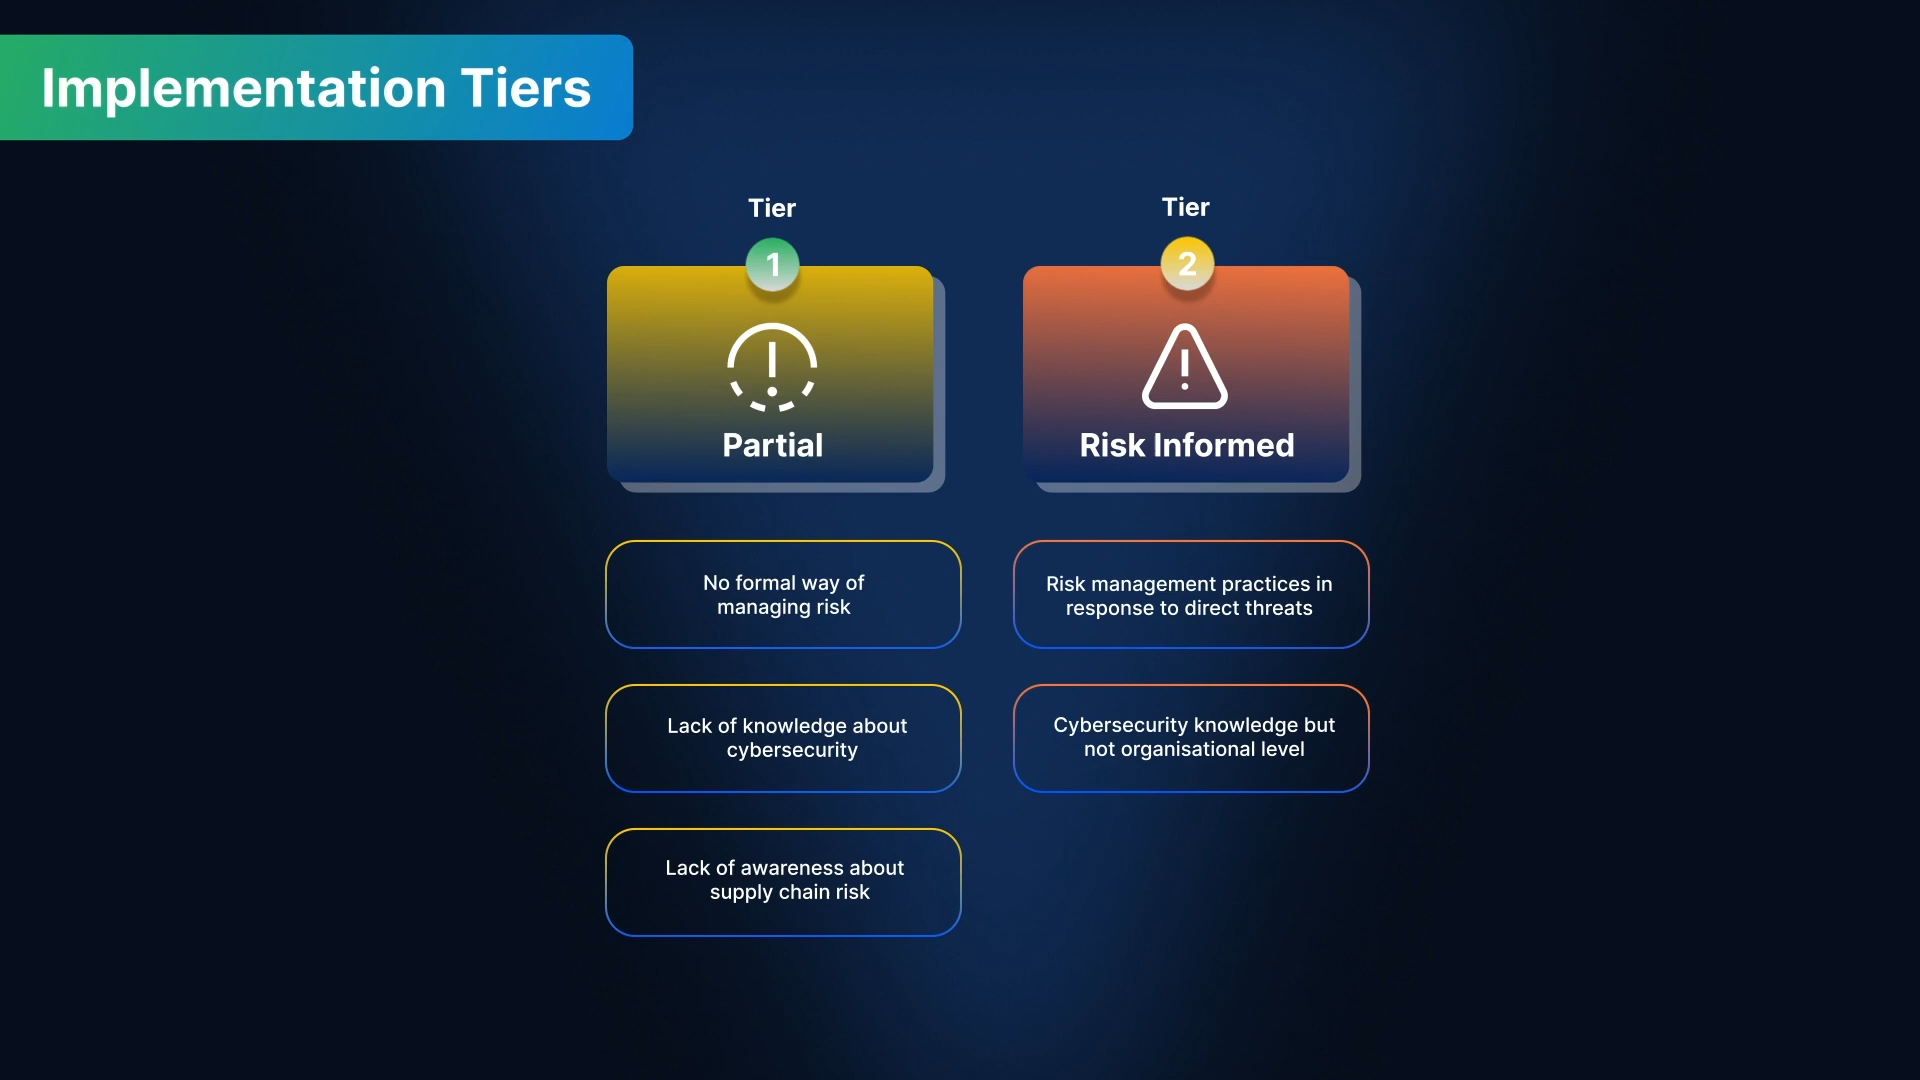 Implementation Tiers
Tier
1
Partial
No formal way of
managing risk
Lack of knowledge about
cybersecurity
Lack of awareness about
supply chain risk
Tier
2
Risk Informed
Risk management practices in
response to direct threats
Cybersecurity knowledge but
not organisational level